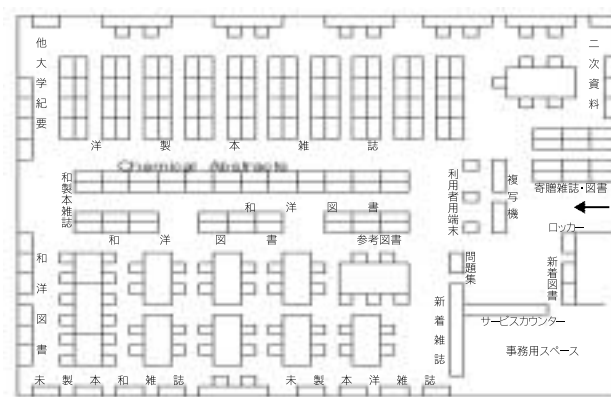 他大学紀要
二次資料
洋製本雑誌
Chemical Abstracts
和製本雑誌
和洋図書
利用者用端末
複写機
寄贈雑誌・図書
和洋図書
参考図書
ロッカー
和洋図書
問題集
新着図書
新着雑誌
サービスカウンター
事務用スペース
未製本和雑誌
未製本洋雑誌